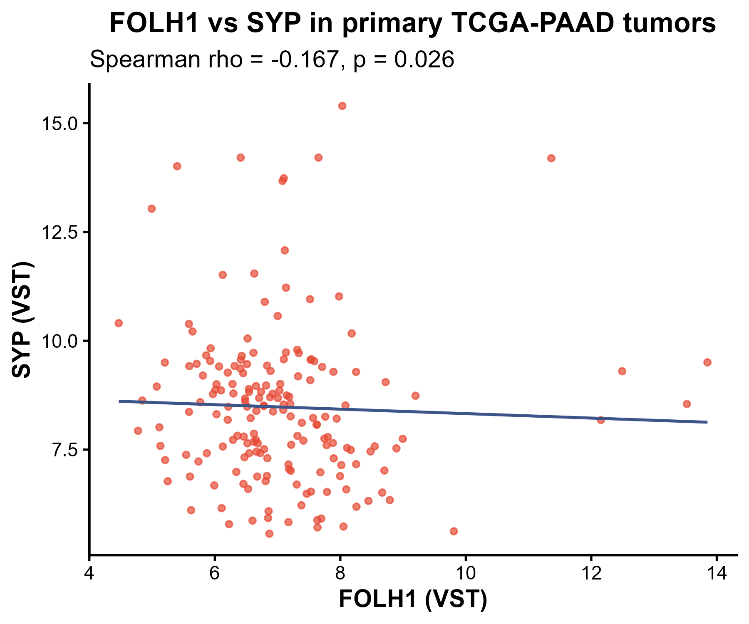 FOLH1 vs SYP in primary TCGA-PAAD tumors
Spearman rho = -0.167, p = 0.026
SYP (VST)
15.0
12.5
10.0
7.5
4 6 8 10 12 14
FOLH1 (VST)